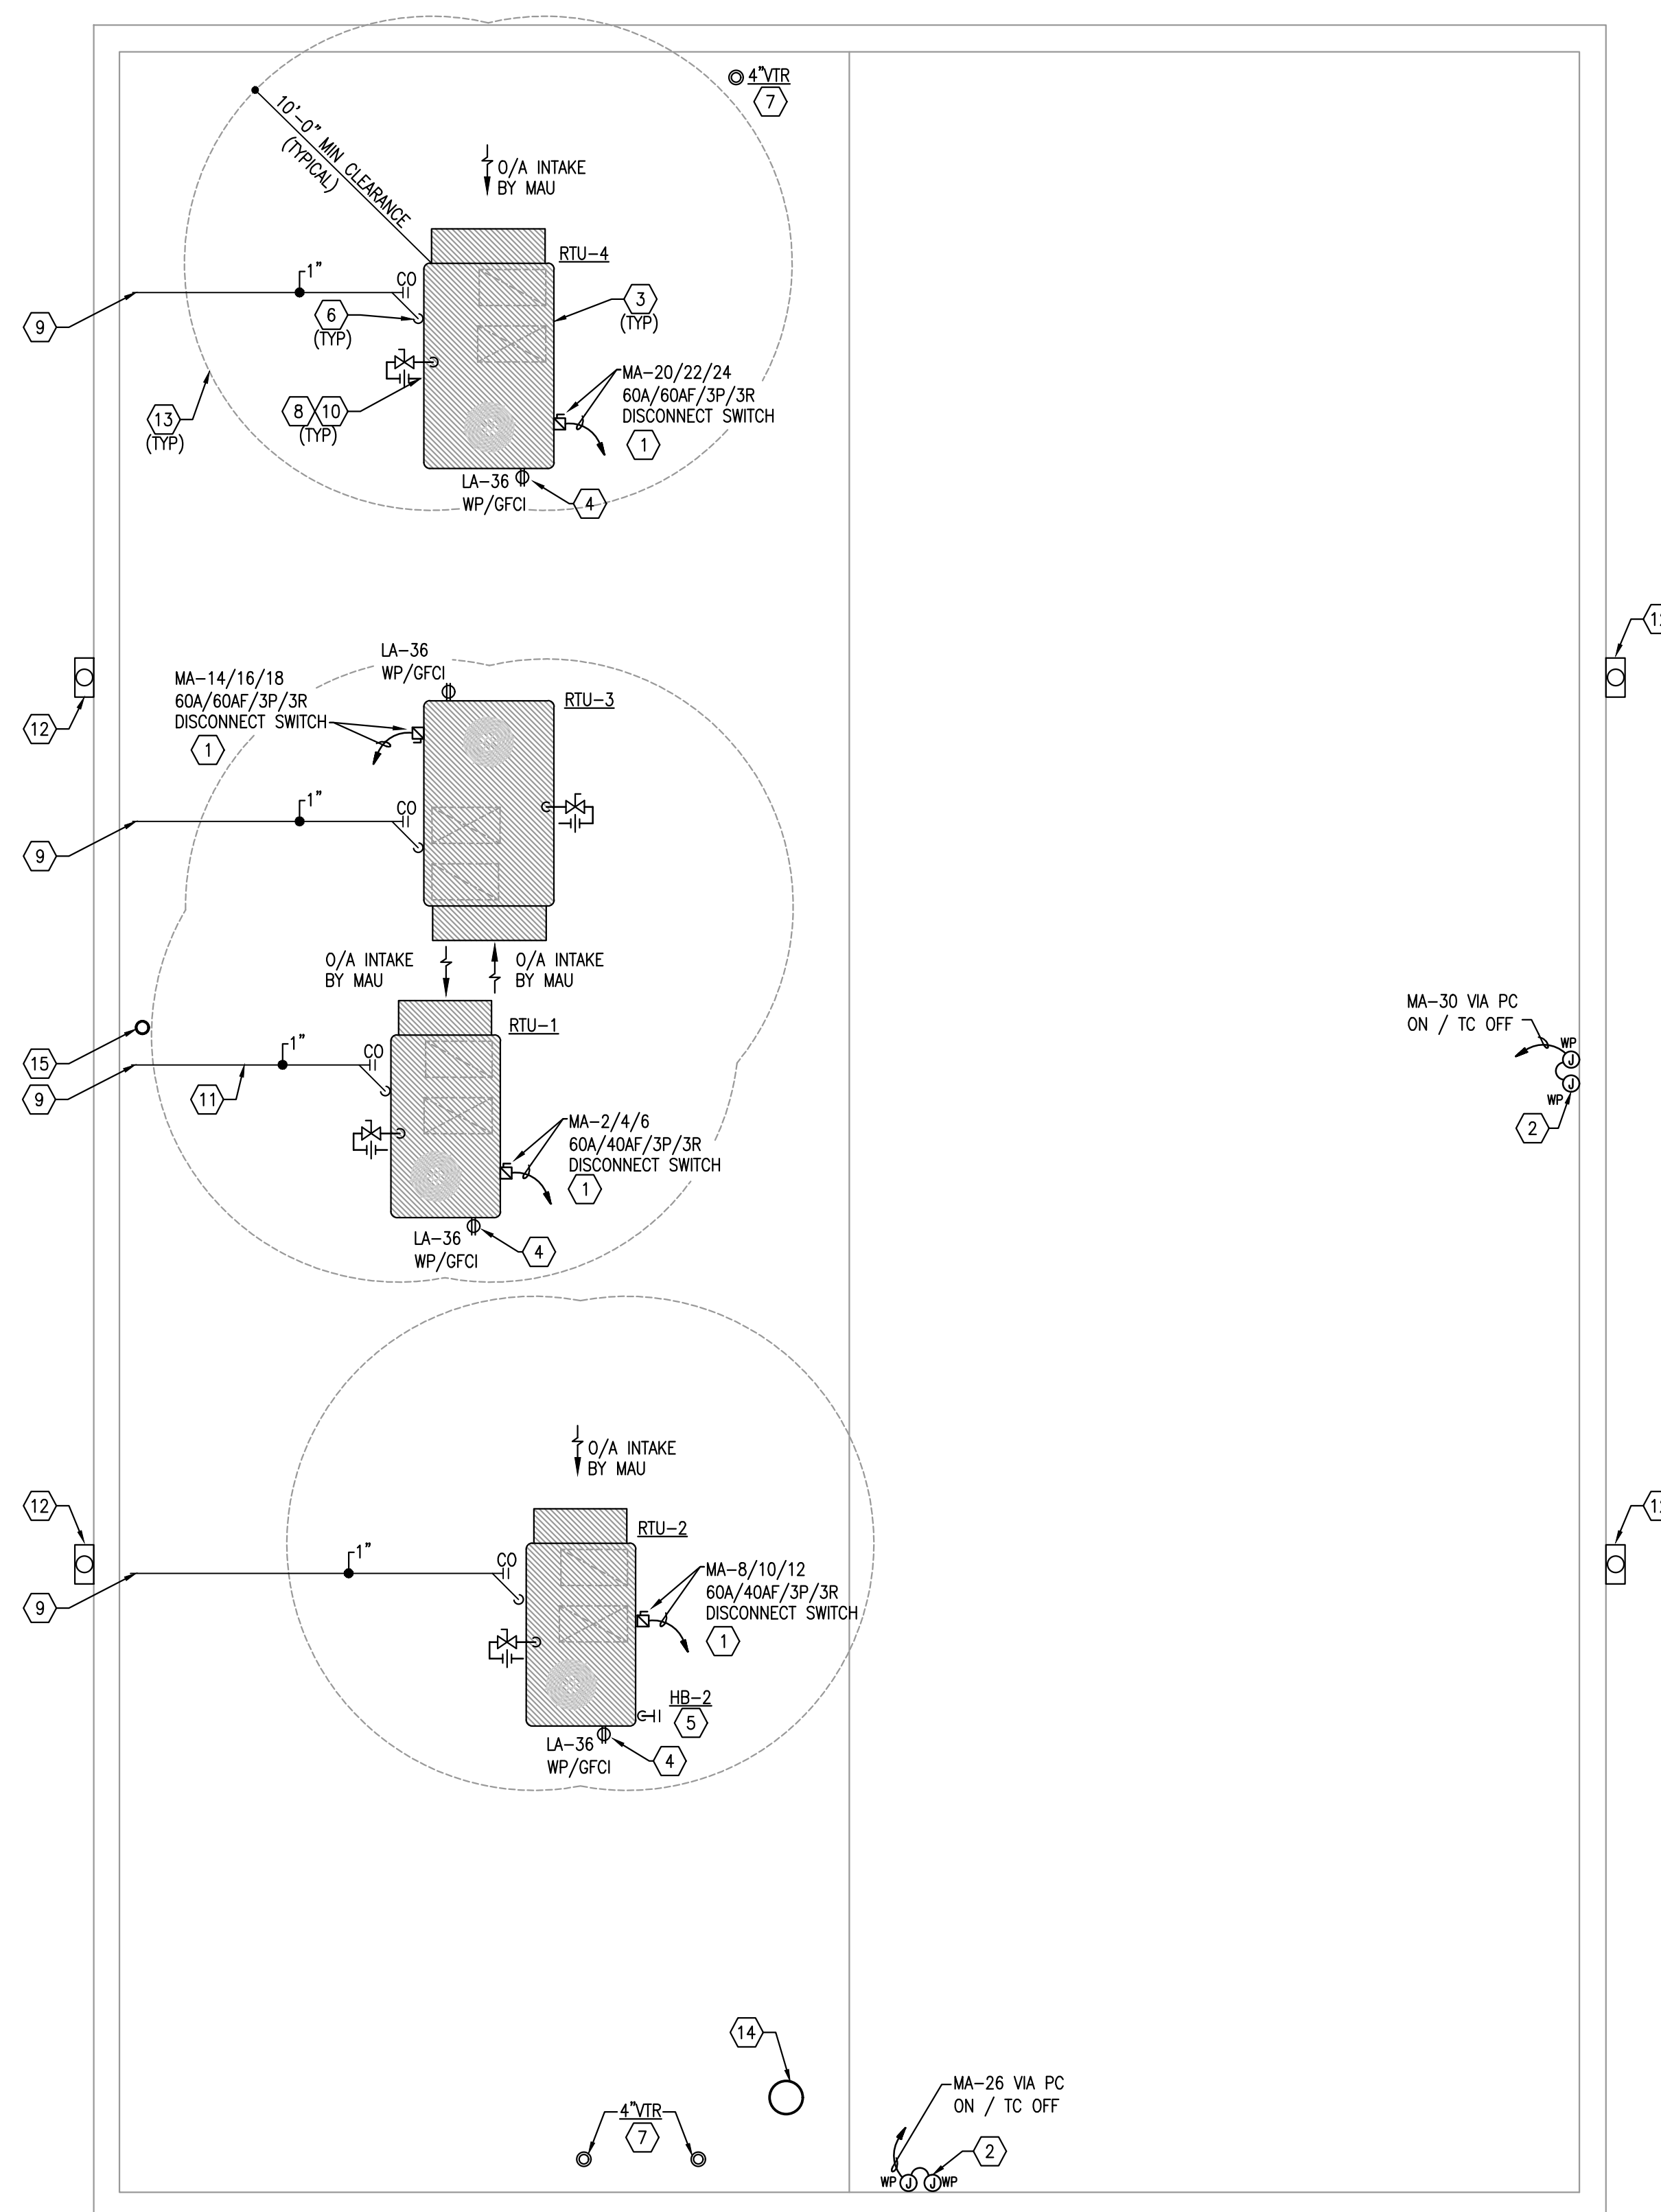 4"VTR
7
10'-0" MIN CLEARANCE
(TYPICAL)
O/A INTAKE
BY MAU
RTU-4
1"
CO
9
6
(TYP)
3
(TYP)
MA-20/22/24
60A/60AF/3P/3R
DISCONNECT SWITCH
1
8
10
(TYP)
13
(TYP)
LA-36
WP/GFCI
4
LA-36
WP/GFCI
MA-14/16/18
60A/60AF/3P/3R
DISCONNECT SWITCH
1
RTU-3
12
1"
CO
9
O/A INTAKE
BY MAU
O/A INTAKE
BY MAU
RTU-1
15
1"
CO
9
11
MA-2/4/6
60A/40AF/3P/3R
DISCONNECT SWITCH
1
LA-36
WP/GFCI
4
MA-30 VIA PC
ON / TC OFF
WP
J
J
WP
2
O/A INTAKE
BY MAU
12
RTU-2
1"
CO
9
MA-8/10/12
60A/40AF/3P/3R
DISCONNECT SWITCH
1
HB-2
5
LA-36
WP/GFCI
4
14
4"VTR
7
MA-26 VIA PC
ON / TC OFF
2
WP
J
J
WP